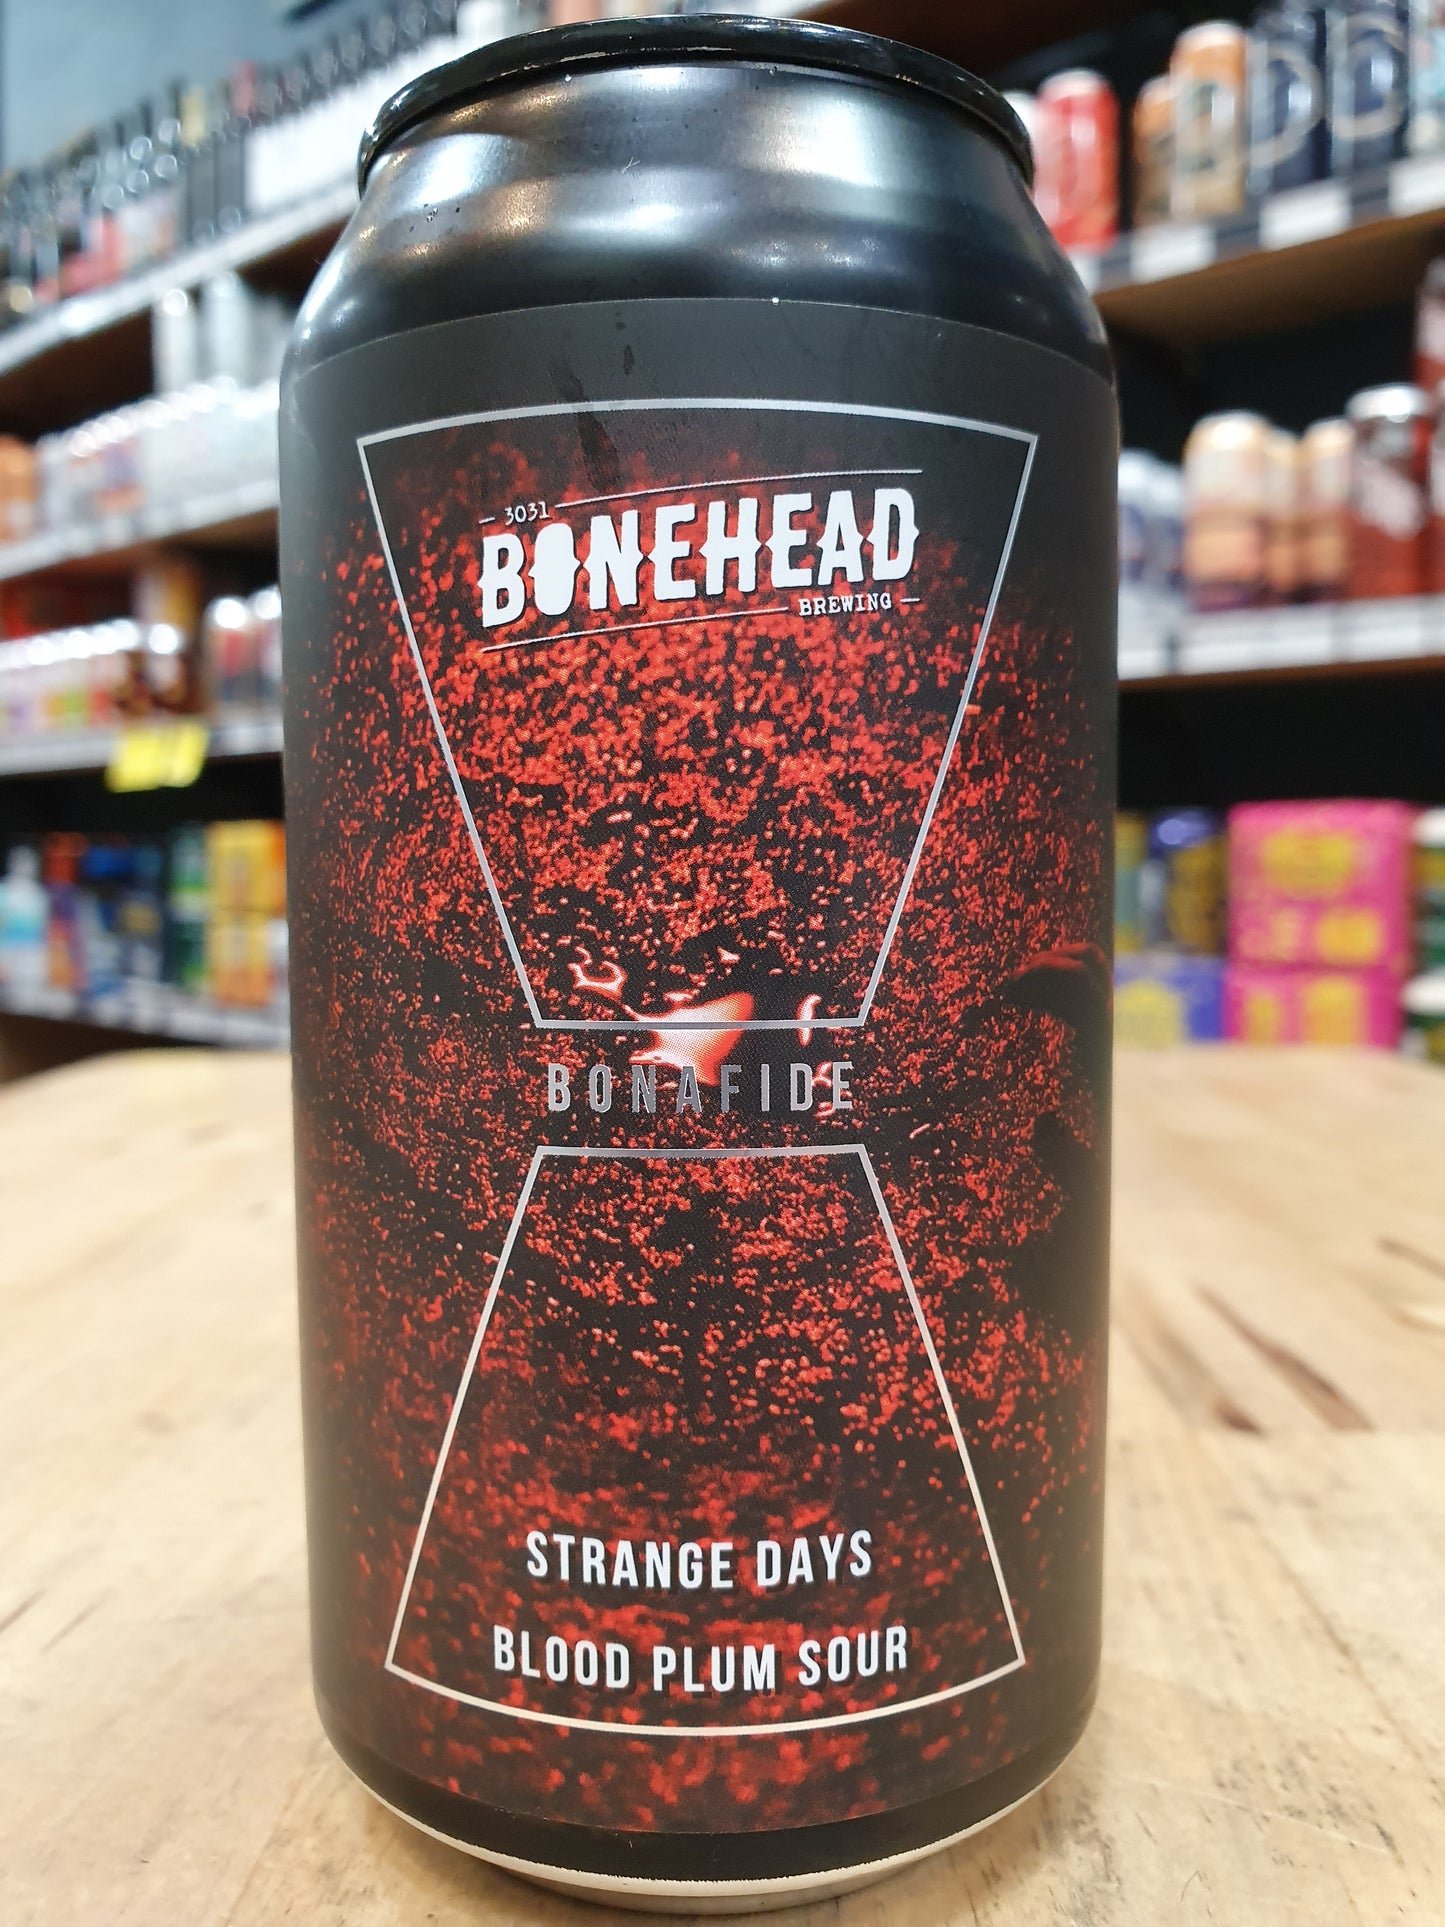 3031
BONEHEAD
BREWING
BONAFIDE
STRANGE DAYS
BLOOD PLUM SOUR